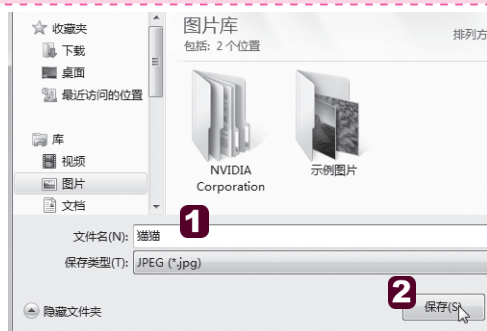 收藏夹
下载
桌面
最近访问的位置
库
视频
图片
文档
图片库
包括: 2 个位置
排列方
NVIDIA
Corporation
示例图片
1
文件名(N): 猫猫
保存类型(T): JPEG (*.jpg)
2
隐藏文件夹
保存(S)